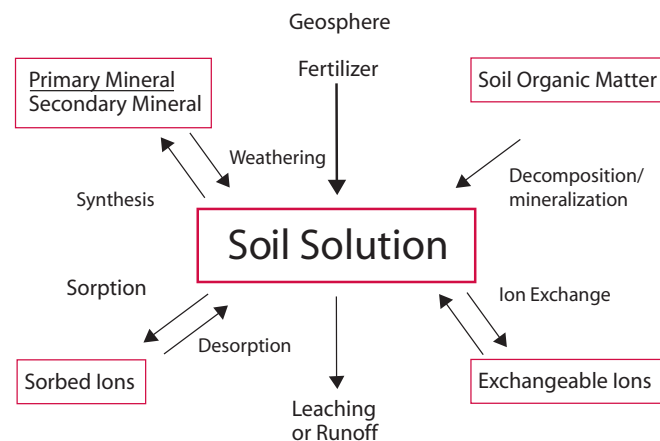 Geosphere
Primary Mineral
Secondary Mineral
Fertilizer
Soil Organic Matter
Weathering
Synthesis
Decomposition/
mineralization
Soil Solution
Sorption
Ion Exchange
Desorption
Sorbed Ions
Exchangeable Ions
Leaching
or Runoff